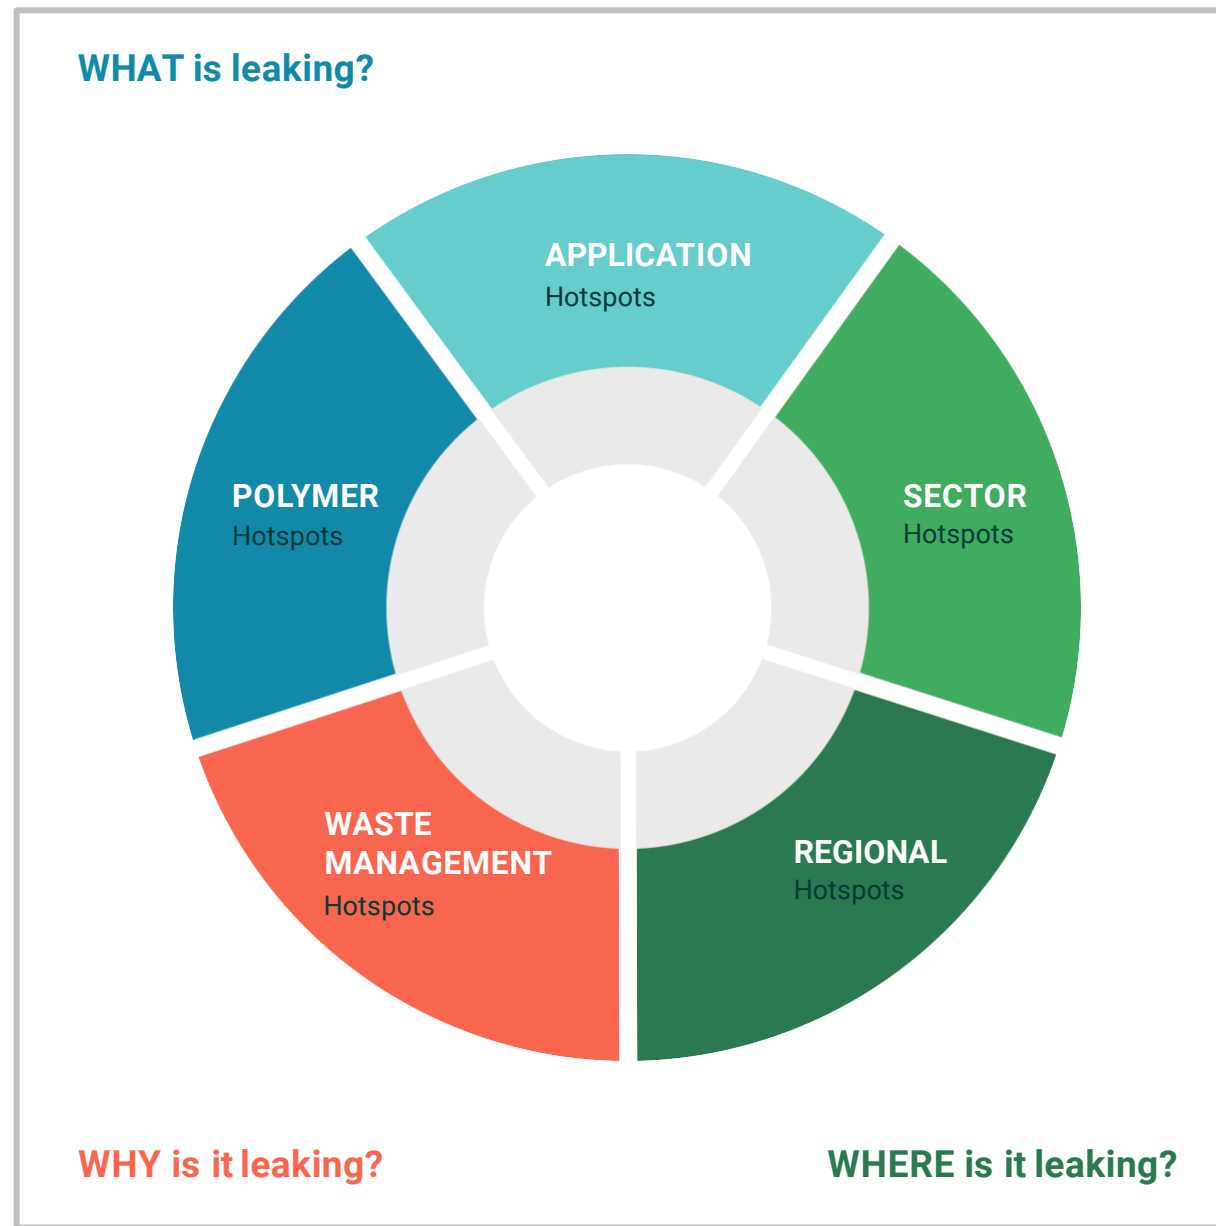 WHAT is leaking?
APPLICATION
Hotspots
POLYMER
Hotspots
SECTOR
Hotspots
WASTE
MANAGEMENT
Hotspots
REGIONAL
Hotspots
WHY is it leaking?
WHERE is it leaking?